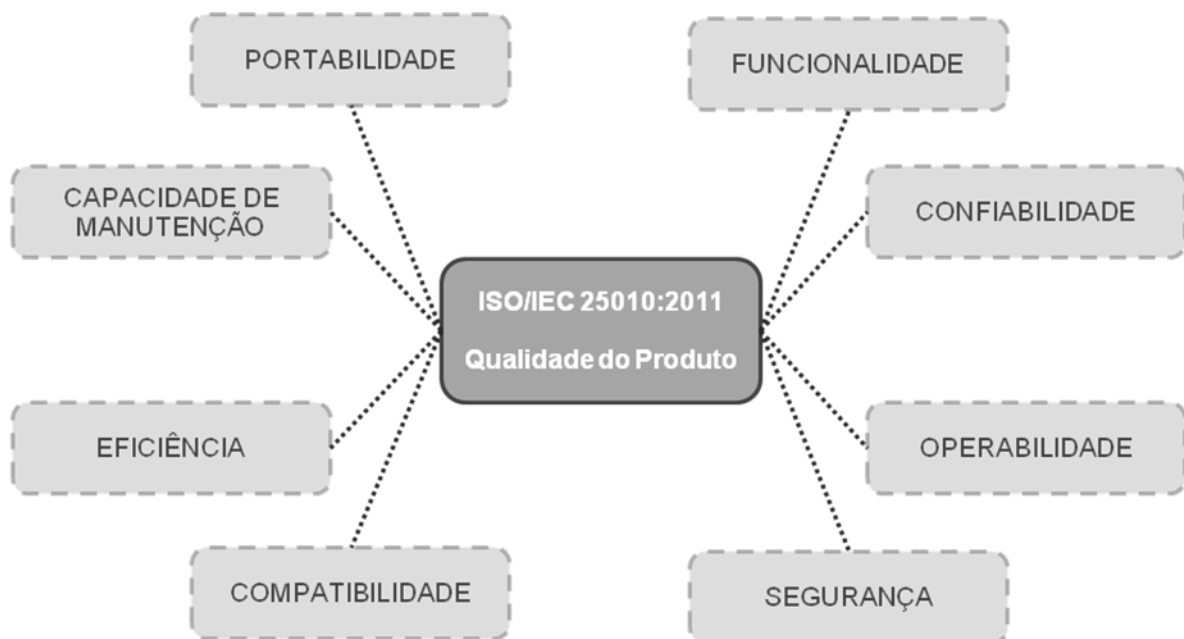 PORTABILIDADE
FUNCIONALIDADE
CAPACIDADE DE
MANUTENÇÃO
CONFIABILIDADE
ISO/IEC 25010:2011
Qualidade do Produto
EFICIÊNCIA
OPERABILIDADE
COMPATIBILIDADE
SEGURANÇA